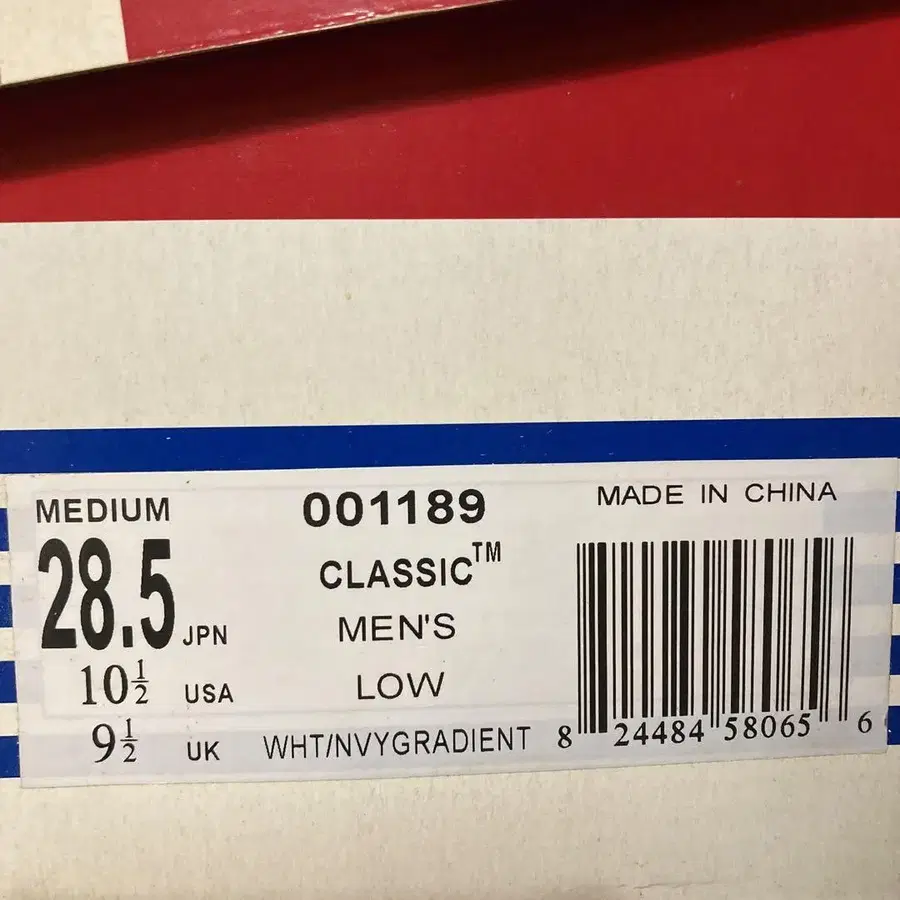 MEDIUM
28.5 JPN
10½ USA
9½ UK
001189
CLASSIC™
MEN'S
LOW
WHT/NVYGRADIENT
MADE IN CHINA
8 24484 58065 6